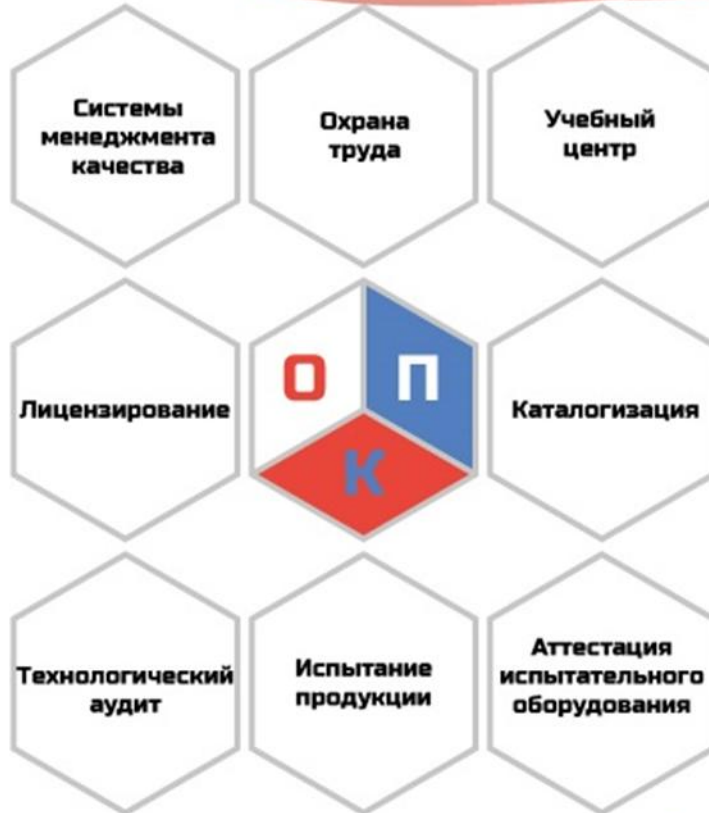 Системы
менеджмента
качества
Охрана
труда
Учебный
центр
Лицензирование
О
П
К
Каталогизация
Технологический
аудит
Испытание
продукции
Аттестация
испытательного
оборудования